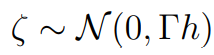 ζ ∼ 𝒩(0, Γh)